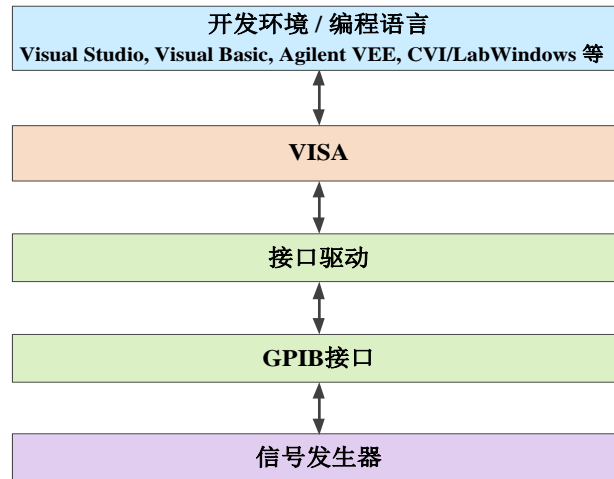 开发环境 / 编程语言
Visual Studio, Visual Basic, Agilent VEE, CVI/LabWindows 等
VISA
接口驱动
GPIB接口
信号发生器